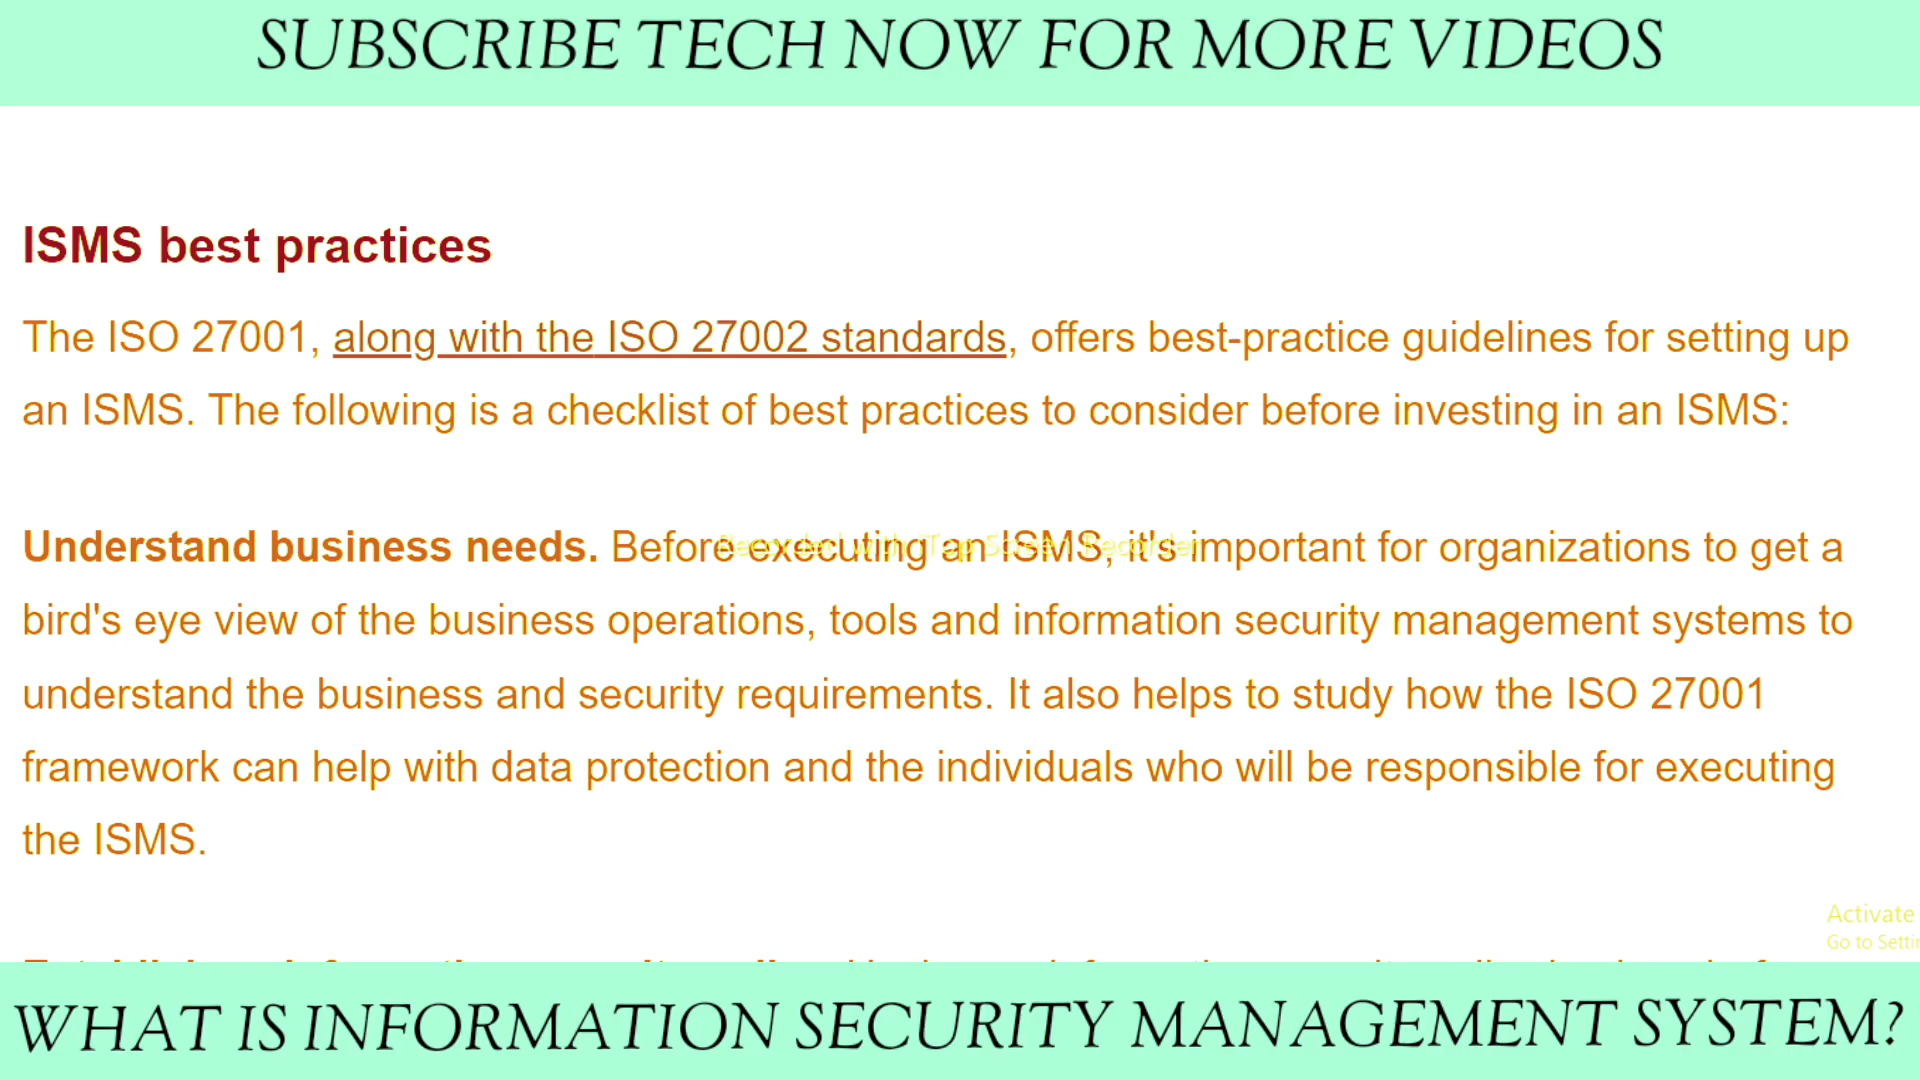 SUBSCRIBE TECH NOW FOR MORE VIDEOS
ISMS best practices
The ISO 27001, along with the ISO 27002 standards, offers best-practice guidelines for setting up
an ISMS. The following is a checklist of best practices to consider before investing in an ISMS:
Understand business needs. Before executing an ISMS, it's important for organizations to get a
Recorded with iTop Screen Recorder
bird's eye view of the business operations, tools and information security management systems to
understand the business and security requirements. It also helps to study how the ISO 27001
framework can help with data protection and the individuals who will be responsible for executing
the ISMS.
Activate
Go to
WHAT IS INFORMATION SECURITY MANAGEMENT SYSTEM?